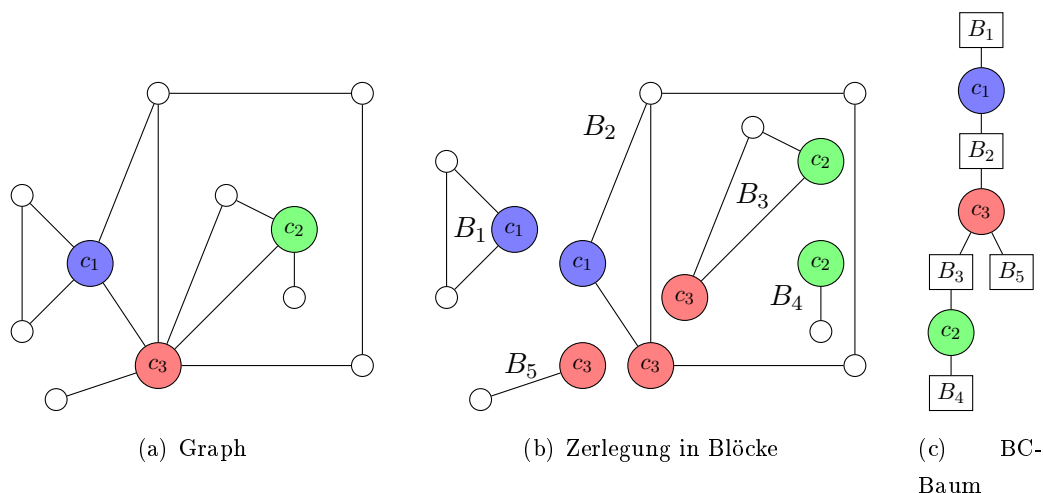 c1
c2
c3
(a) Graph
B1
c1
B2
c1
B3
c2
c3
c2
B4
B5
c3
c3
(b) Zerlegung in Blöcke
B1
c1
B2
c3
B3
B5
c2
B4
(c) BC-
Baum